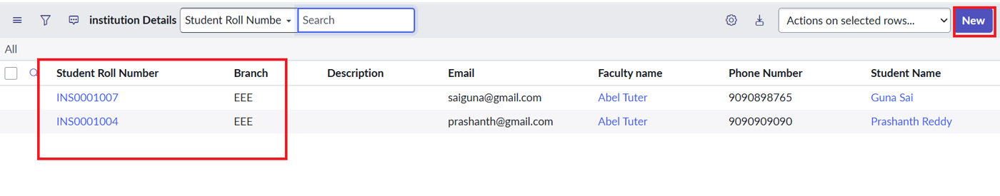 institution Details Student Roll Numbe Search Actions on selected rows... New
All
Student Roll Number Branch Description Email Faculty name Phone Number Student Name
INS0001007 EEE saiguna@gmail.com Abel Tuter 9090898765 Guna Sai
INS0001004 EEE prashanth@gmail.com Abel Tuter 9090909090 Prashanth Reddy